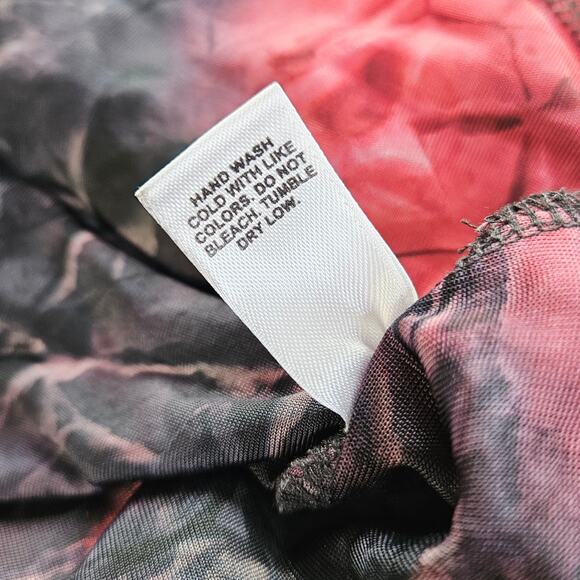 HAND WASH
COLD WITH LIKE
COLORS. DO NOT
BLEACH. TUMBLE
DRY LOW.